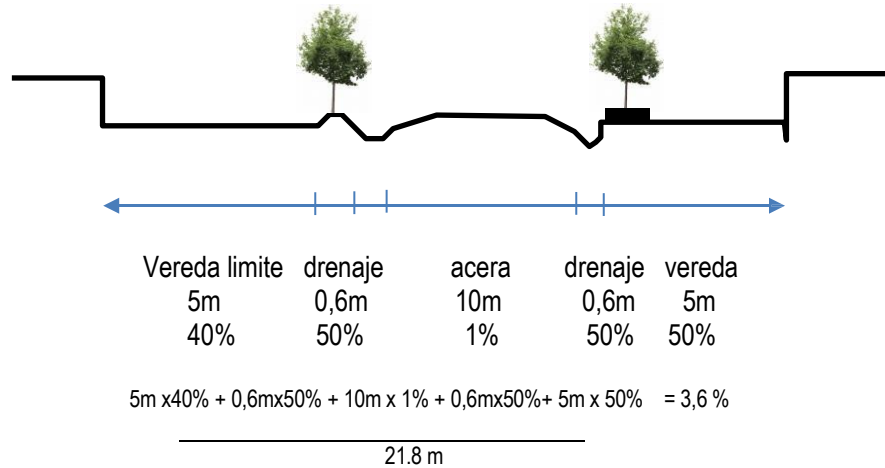 Vereda limite drenaje acera drenaje vereda
5m 0,6m 10m 0,6m 5m
40% 50% 1% 50% 50%
5m x40% + 0,6mx50% + 10m x 1% + 0,6mx50%+ 5m x 50% = 3,6 %
21.8 m